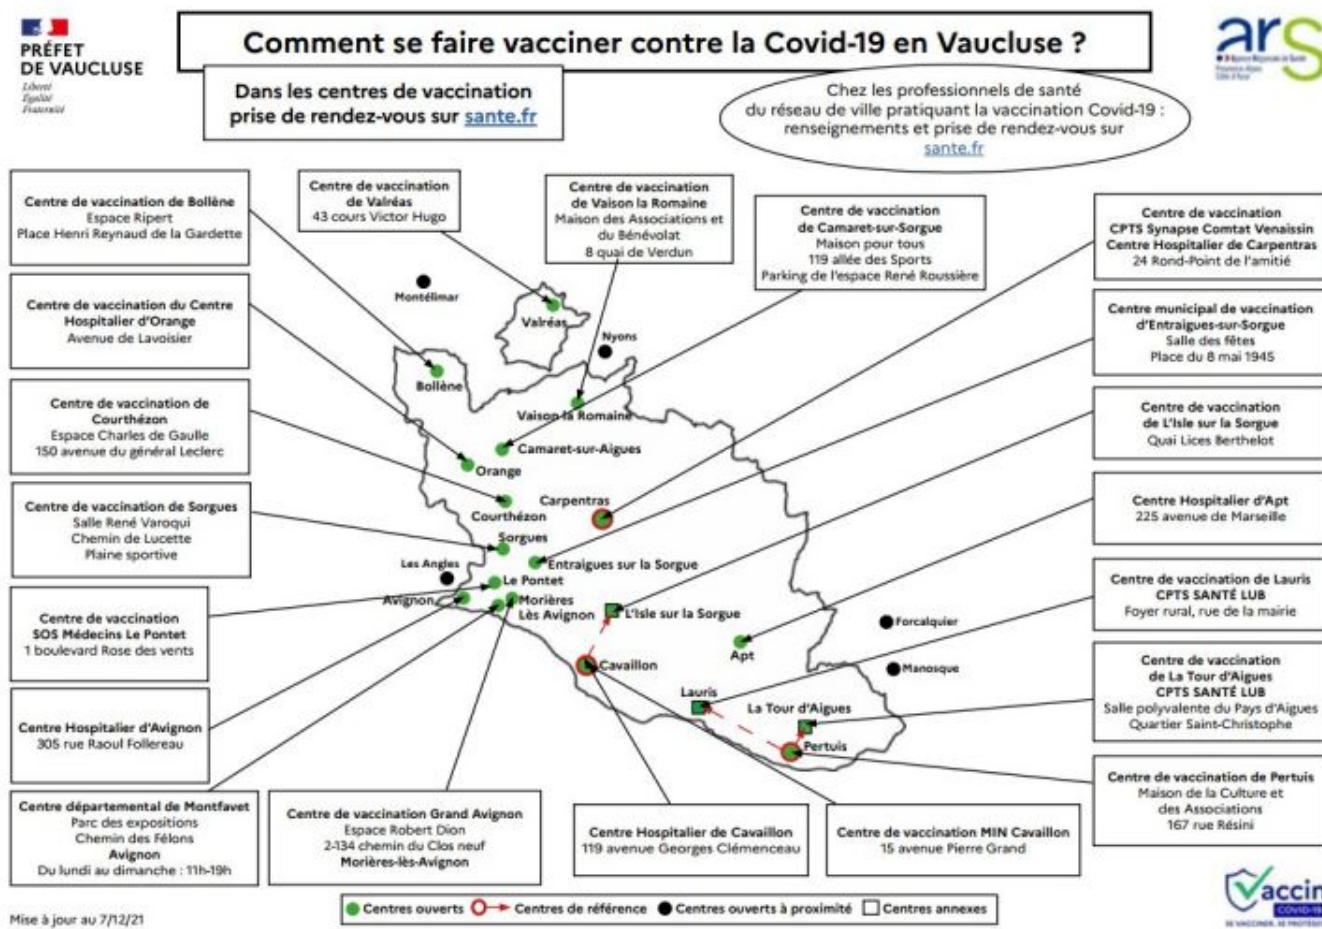 PRÉFET
DE VAUCLUSE
Liberté
Égalité
Fraternité
Comment se faire vacciner contre la Covid-19 en Vaucluse ?
ars
Dans les centres de vaccination
prise de rendez-vous sur sante.fr
Chez les professionnels de santé
du réseau de ville pratiquant la vaccination Covid-19 :
renseignements et prise de rendez-vous sur
sante.fr
Centre de vaccination de Bollène
Espace Ripert
Place Henri Reynaud de la Gardette
Centre de vaccination
de Valréas
43 cours Victor Hugo
Centre de vaccination
de Vaison la Romaine
Maison des Associations et
du Bénévolat
8 quai de Verdun
Centre de vaccination
de Camaret-sur-Sorgue
Maison pour tous
119 allée des Sports
Parking de l'espace René Roussière
Centre de vaccination
CPTS Synapse Comtat Venaissin
Centre Hospitalier de Carpentras
24 Rond-Point de l'amitié
Centre de vaccination du Centre
Hospitalier d'Orange
Avenue de Lavoisier
Centre municipal de vaccination
d'Entraigues-sur-Sorgue
Salle des fêtes
Place du 8 mai 1945
Centre de vaccination de
Courthézon
Espace Charles de Gaulle
150 avenue du général Leclerc
Centre de vaccination
de L'Isle sur la Sorgue
Quai Lices Berthelot
Centre de vaccination de Sorgues
Salle René Varoqui
Chemin de Lucette
Plaine sportive
Centre Hospitalier d'Apt
225 avenue de Marseille
Centre de vaccination
SOS Médecins Le Pontet
1 boulevard Rose des vents
Centre de vaccination de Lauris
CPTS SANTÉ LUB
Foyer rural, rue de la mairie
Centre Hospitalier d'Avignon
305 rue Raoul Follereau
Centre de vaccination
de La Tour d'Aigues
CPTS SANTÉ LUB
Salle polyvalente du Pays d'Aigues
Quartier Saint-Christophe
Centre départemental de Montfavet
Parc des expositions
Chemin des Félons
Avignon
Du lundi au dimanche : 11h-19h
Centre de vaccination Grand Avignon
Espace Robert Dion
2-134 chemin du Clos neuf
Morières-lès-Avignon
Centre Hospitalier de Cavaillon
119 avenue Georges Clémenceau
Centre de vaccination MIN Cavaillon
15 avenue Pierre Grand
Centre de vaccination de Pertuis
Maison de la Culture et
des Associations
167 rue Résini
Montélimar
Valréas
Nyons
Bollène
Vaison la Romaine
Camaret-sur-Aigues
Orange
Carpentras
Courthézon
Sorgues
Entraigues sur la Sorgue
Les Angles
Le Pontet
Avignon
Morières
Lès Avignon
L'Isle sur la Sorgue
Forcalquier
Apt
Cavaillon
Manosque
Lauris
La Tour d'Aigues
Pertuis
Centres ouverts
Centres de référence
Centres ouverts à proximité
Centres annexes
Mise à jour au 7/12/21
Vaccin
COVID-19